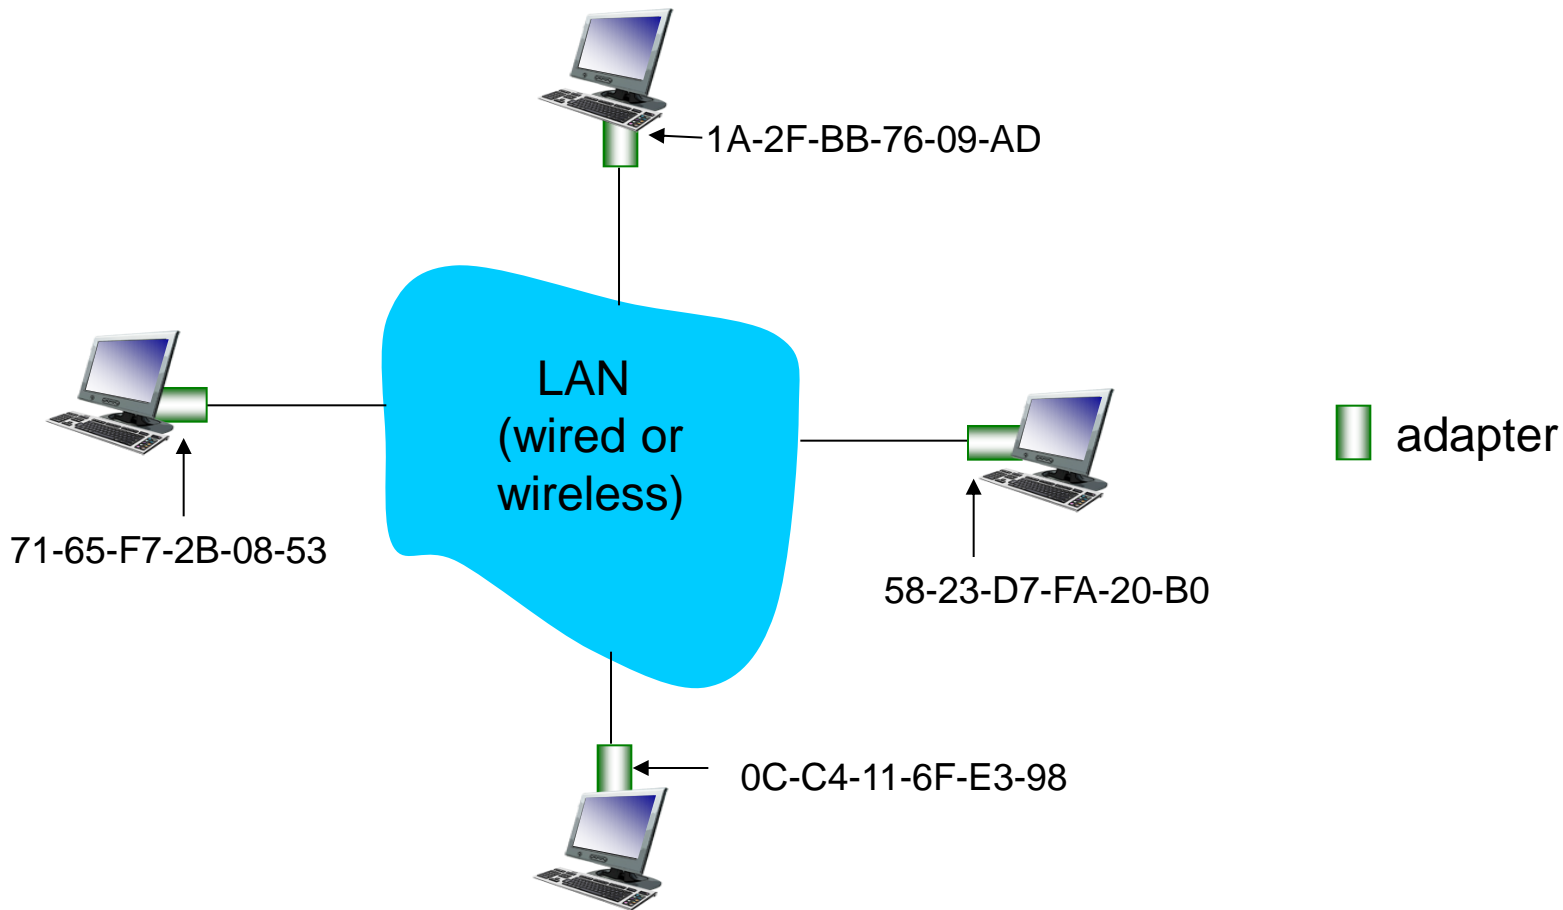 1A-2F-BB-76-09-AD
LAN
(wired or
wireless)
adapter
71-65-F7-2B-08-53
58-23-D7-FA-20-B0
0C-C4-11-6F-E3-98